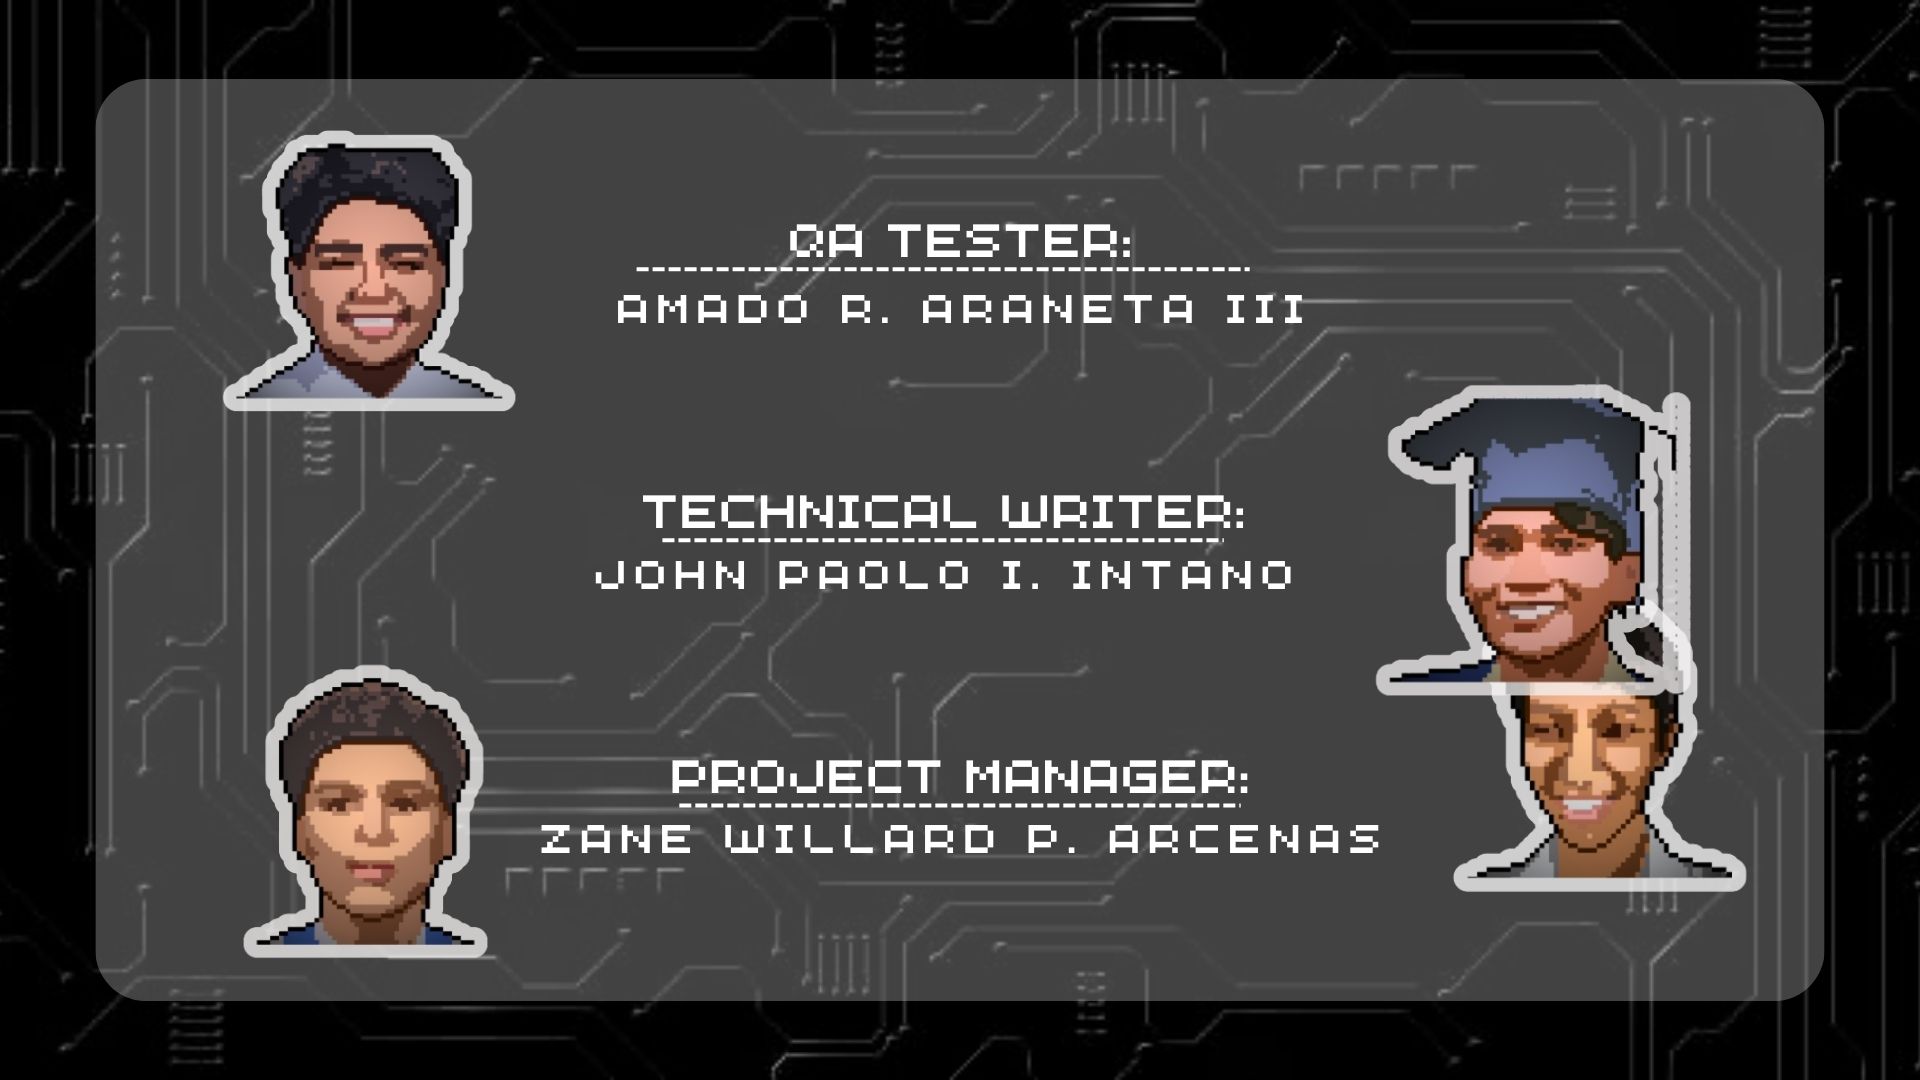 QA TESTER:
AMADO R. ARANETA III
TECHNICAL WRITER:
JOHN PAOLO I. INTANO
PROJECT MANAGER:
ZANE WILLARD P. ARCENAS